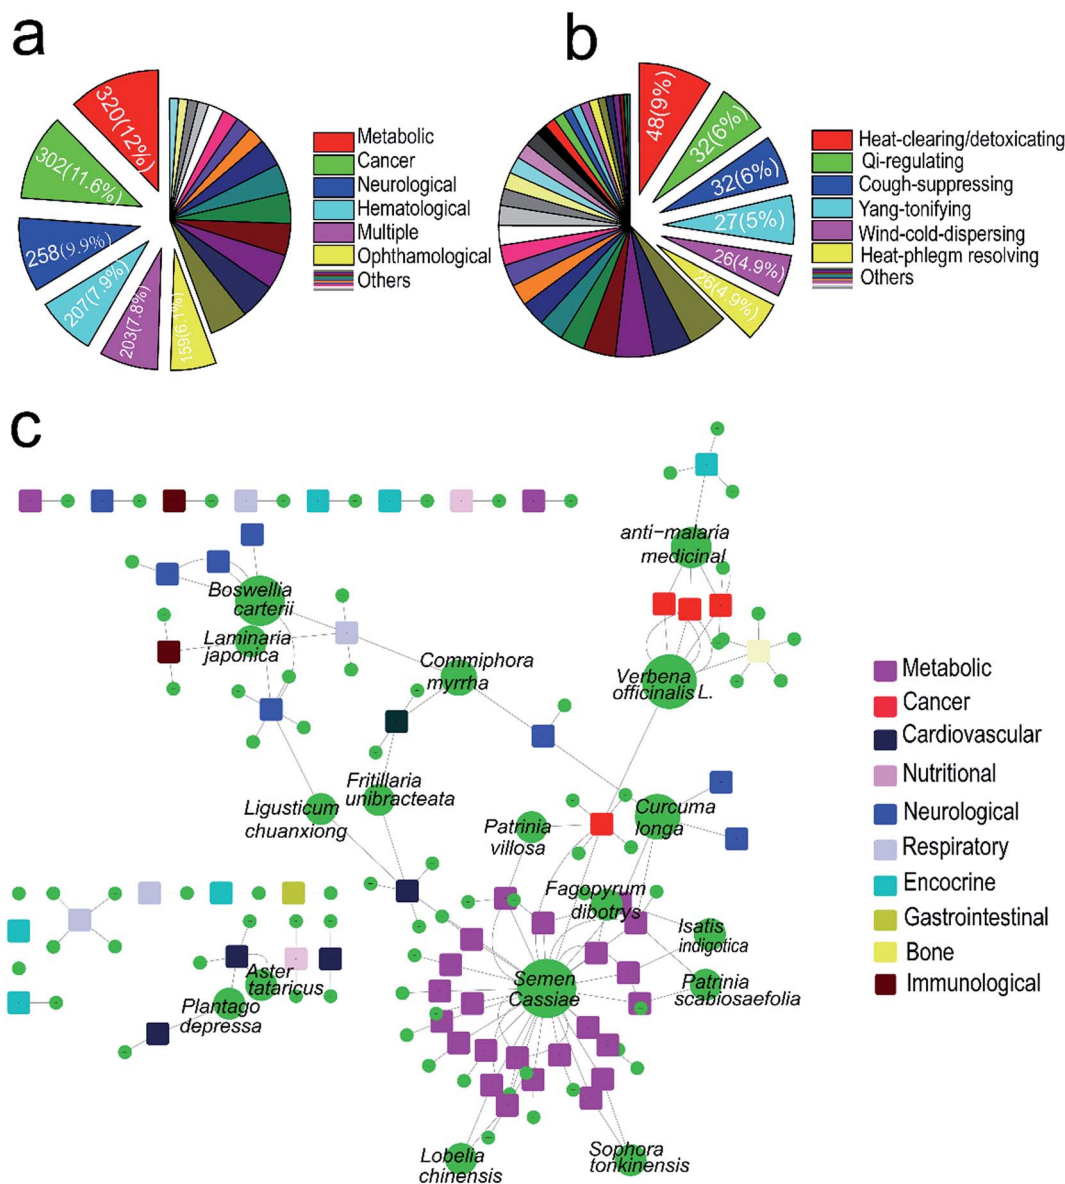 a
320(12%)
302(11.6%)
258(9.9%)
207(7.9%)
203(7.8%)
159(6.1%)
Metabolic
Cancer
Neurological
Hematological
Multiple
Ophthamological
Others
b
48(9%)
32(6%)
32(6%)
27(5%)
26(4.9%)
26(4.9%)
Heat-clearing/detoxicating
Qi-regulating
Cough-suppressing
Yang-tonifying
Wind-cold-dispersing
Heat-phlegm resolving
Others
c
anti-malaria
medicinal
Boswellia
carterii
Laminaria
japonica
Commiphora
myrrha
Verbena
officinalis L.
Fritillaria
unibracteata
Ligusticum
chuanxiong
Patrinia
villosa
Curcuma
longa
Fagopyrum
dibotrys
Isatis
indigotica
Semen
Cassiae
Patrinia
scabiosaefolia
Aster
tataricus
Plantago
depressa
Lobelia
chinensis
Sophora
tonkinensis
Metabolic
Cancer
Cardiovascular
Nutritional
Neurological
Respiratory
Encocrine
Gastrointestinal
Bone
Immunological